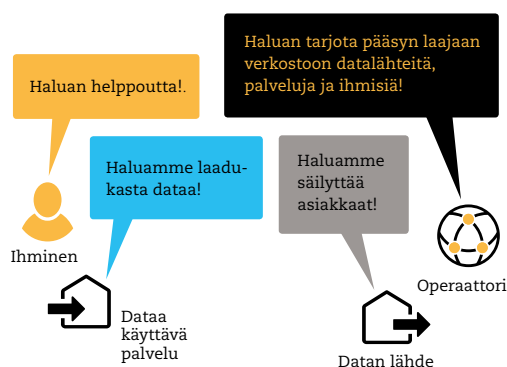 Haluan tarjota pääsyn laajaan
verkostoon datalähteitä,
palveluja ja ihmisiä!
Haluan helppoutta!.
Haluamme laadu-
kasta dataa!
Haluamme
säilyttää
asiakkaat!
Ihminen
Operaattori
Dataa
käyttävä
palvelu
Datan lähde